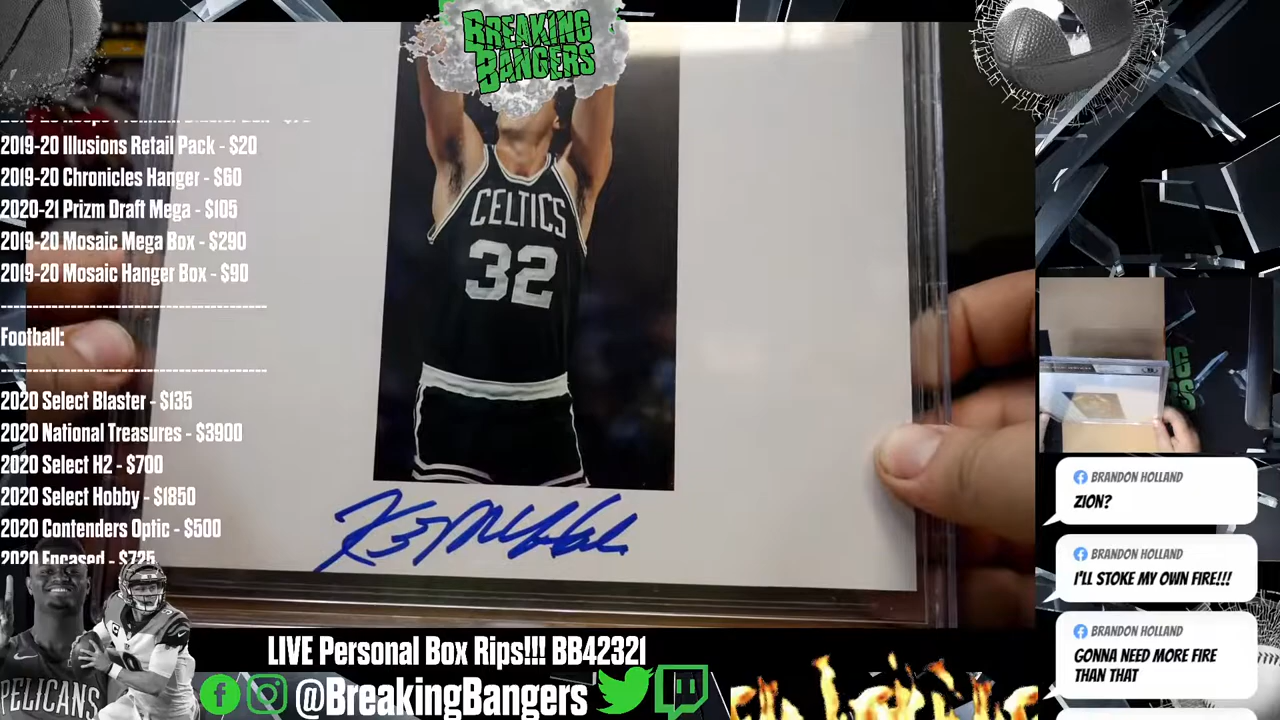 BREAKING
BANGERS
2019-20 Illusions Retail Pack - $20
2019-20 Chronicles Hanger - $60
2020-21 Prizm Draft Mega - $105
2019-20 Mosaic Mega Box - $290
2019-20 Mosaic Hanger Box - $90
----------------------------------------
Football:
----------------------------------------
2020 Select Blaster - $135
2020 National Treasures - $3900
2020 Select H2 - $700
2020 Select Hobby - $1850
2020 Contenders Optic - $500
2020 Encased - $725
CELTICS
32
BRANDON HOLLAND
ZION?
BRANDON HOLLAND
I'LL STOKE MY OWN FIRE!!!
BRANDON HOLLAND
GONNA NEED MORE FIRE
THAN THAT
PELICANS
LIVE Personal Box Rips!!! BB42321
@BreakingBangers